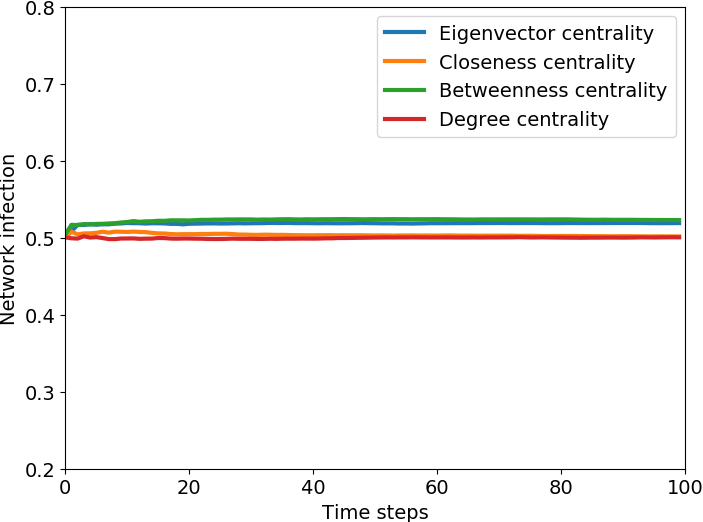 0.8
0.7
0.6
0.5
0.4
0.3
0.2
Network infection
Eigenvector centrality
Closeness centrality
Betweenness centrality
Degree centrality
0 20 40 60 80 100
Time steps